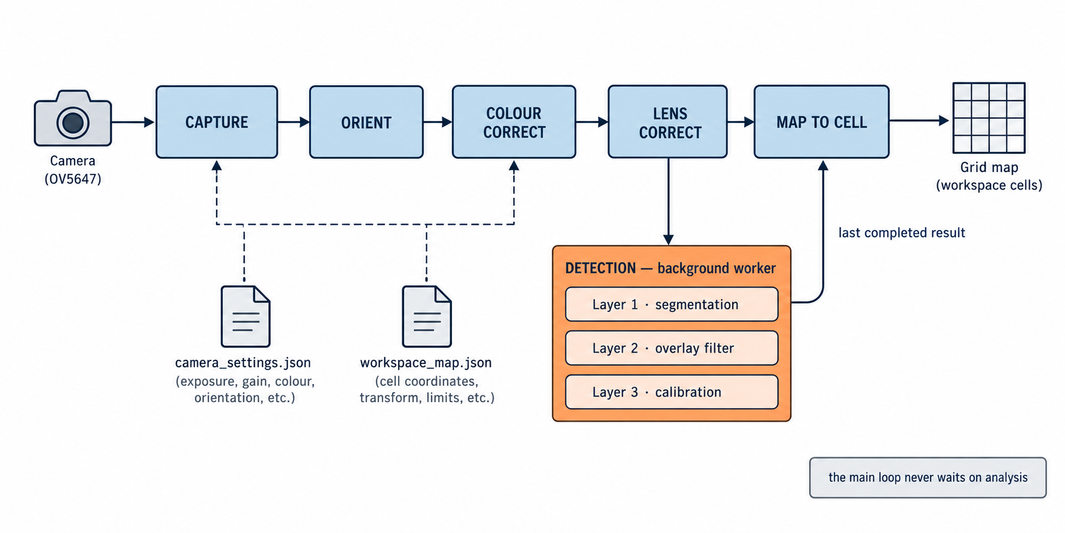 Camera
(OV5647)
CAPTURE
ORIENT
COLOUR
CORRECT
LENS
CORRECT
MAP TO CELL
Grid map
(workspace cells)
last completed result
DETECTION — background worker
Layer 1 · segmentation
Layer 2 · overlay filter
Layer 3 · calibration
camera_settings.json
(exposure, gain, colour,
orientation, etc.)
workspace_map.json
(cell coordinates,
transform, limits, etc.)
the main loop never waits on analysis